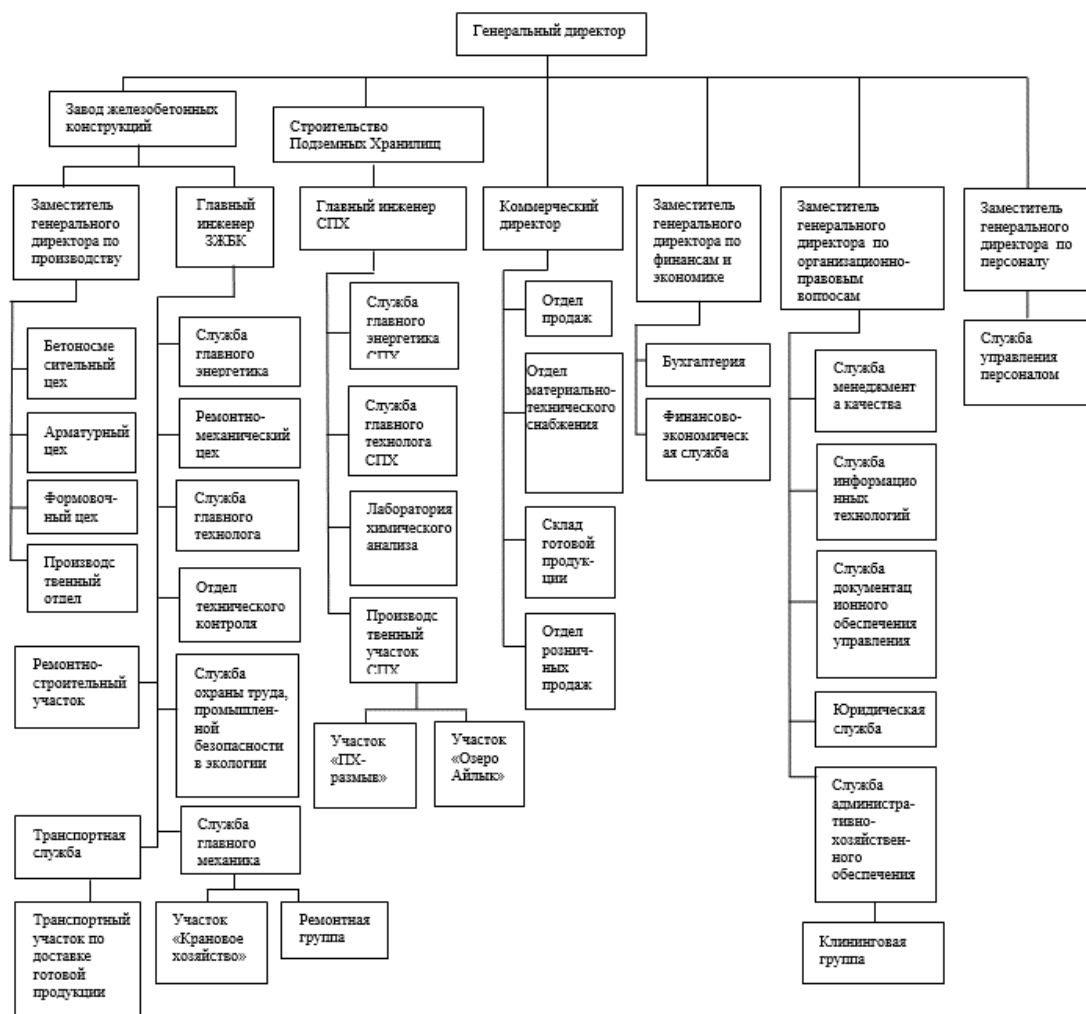 Генеральный директор
Завод железобетонных
конструкций
Строительство
Подземных Хранилищ
Заместитель
генерального
директора по
производству
Главный
инженер
ЗЖБК
Главный инженер
СПХ
Коммерческий
директор
Заместитель
генерального
директора по
финансам и
экономике
Заместитель
генерального
директора по
организационно-
правовым
вопосам
Заместитель
генерального
директора по
персоналу
Бетоносме
сительный
цех
Арматурный
цех
Формовоч-
ный цех
Производс
твенный
отдел
Служба
главного
энергетика
Ремонтно-
механический
цех
Служба
главного
технолога
Отдел
технического
контроля
Ремонтно-
строительный
участок
Служба
охраны труда,
промышлен-
ной
безопасности
в экологии
Транспортная
служба
Служба
главного
механика
Транспортный
участок по
доставке
готовой
продукции
Участок
«Крановое
хозяйство»
Ремонтная
группа
Служба
главного
энергетика
СПХ
Служба
главного
технолога
СПХ
Лаборатория
химического
анализа
Производс
твенный
участок
СПХ
Участок
«ПХ-
размыв»
Участок
«Озеро
Айлык»
Отдел
продаж
Отдел
материально-
технического
снабжения
Склад
готовой
продук-
ции
Отдел
рознич-
ных
продаж
Бухгалтерия
Финансово-
экономическ
ая служба
Служба
менеджмент
а качества
Служба
информацио
нных
технологий
Служба
документац
ионного
обеспечения
управления
Юридическая
служба
Служба
администра-
тивно-
хозяйствен-
ного
обеспечения
Клининговая
группа
Служба
управления
персоналом